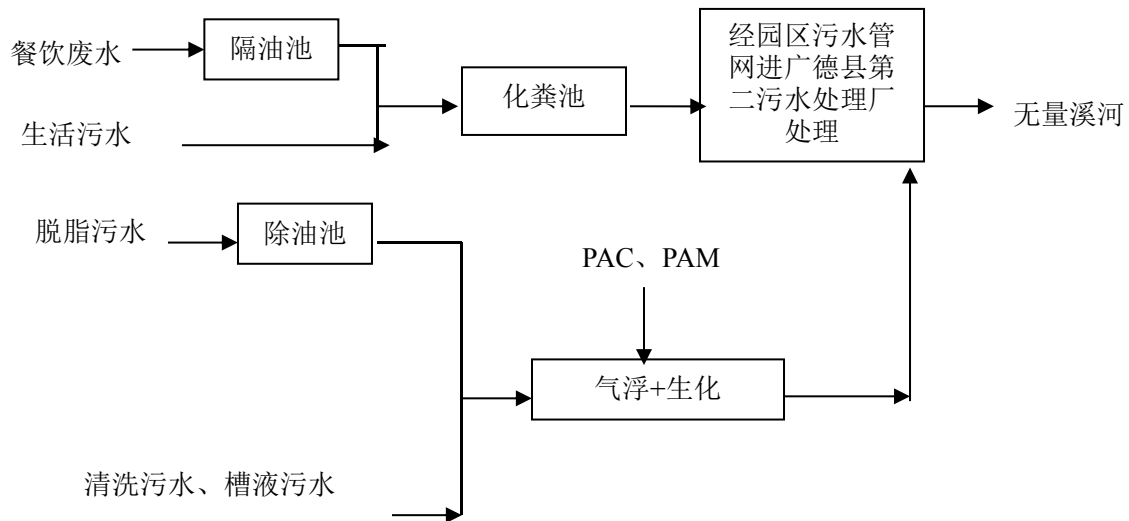 餐饮废水
隔油池
生活污水
化粪池
经园区污水管
网进广德县第
二污水处理厂
处理
无量溪河
脱脂污水
除油池
PAC、PAM
气浮+生化
清洗污水、槽液污水